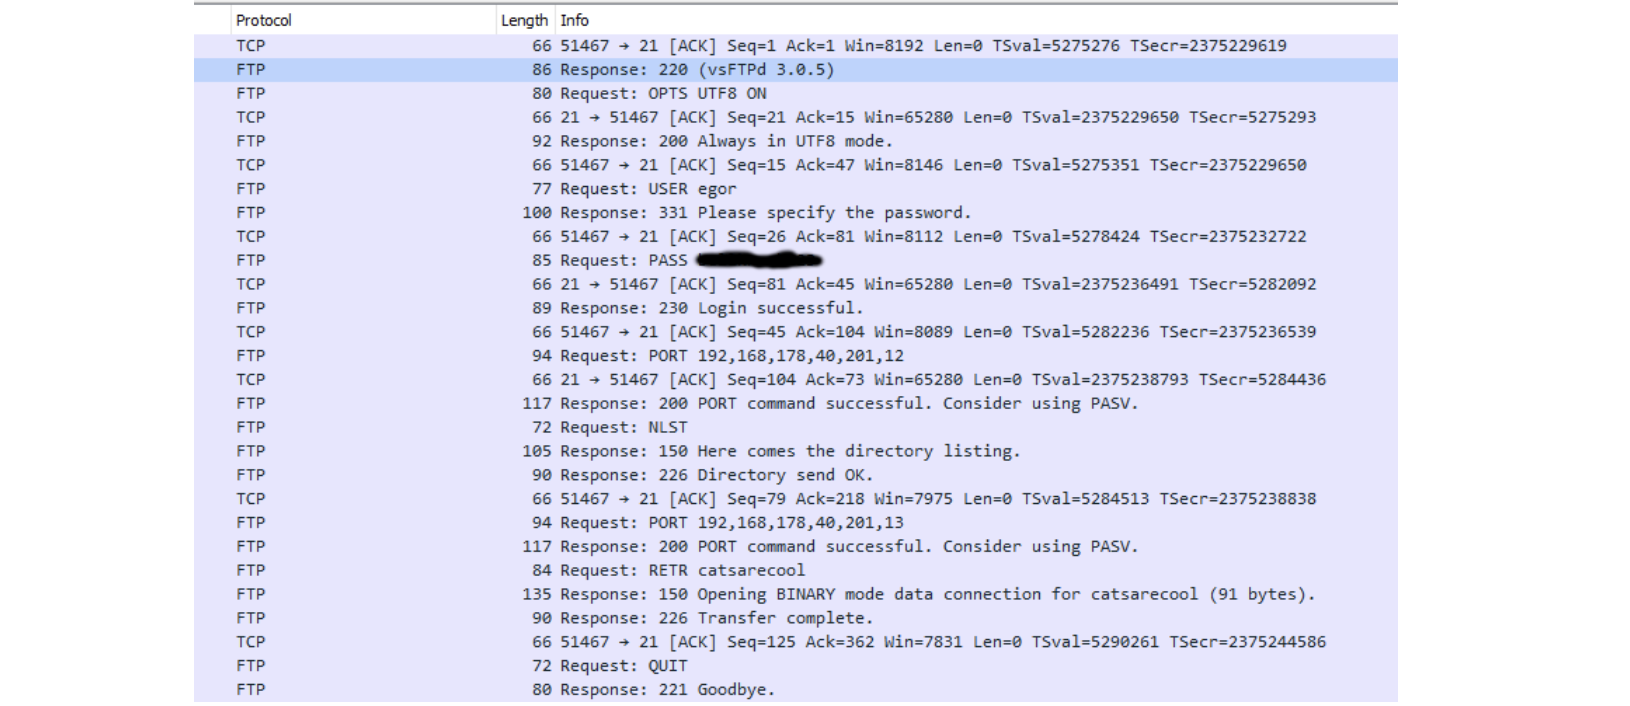 Protocol Length Info
TCP 66 51467 → 21 [ACK] Seq=1 Ack=1 Win=8192 Len=0 TSval=5275276 TSecr=2375229619
FTP 86 Response: 220 (vsFTPd 3.0.5)
FTP 80 Request: OPTS UTF8 ON
TCP 66 21 → 51467 [ACK] Seq=21 Ack=15 Win=65280 Len=0 TSval=2375229650 TSecr=5275293
FTP 92 Response: 200 Always in UTF8 mode.
TCP 66 51467 → 21 [ACK] Seq=15 Ack=47 Win=8146 Len=0 TSval=5275351 TSecr=2375229650
FTP 77 Request: USER egor
FTP 100 Response: 331 Please specify the password.
TCP 66 51467 → 21 [ACK] Seq=26 Ack=81 Win=8112 Len=0 TSval=5278424 TSecr=2375232722
FTP 85 Request: PASS
TCP 66 21 → 51467 [ACK] Seq=81 Ack=45 Win=65280 Len=0 TSval=2375236491 TSecr=5282092
FTP 89 Response: 230 Login successful.
TCP 66 51467 → 21 [ACK] Seq=45 Ack=104 Win=8089 Len=0 TSval=5282236 TSecr=2375236539
FTP 94 Request: PORT 192,168,178,40,201,12
TCP 66 21 → 51467 [ACK] Seq=104 Ack=73 Win=65280 Len=0 TSval=2375238793 TSecr=5284436
FTP 117 Response: 200 PORT command successful. Consider using PASV.
FTP 72 Request: NLST
FTP 105 Response: 150 Here comes the directory listing.
FTP 90 Response: 226 Directory send OK.
TCP 66 51467 → 21 [ACK] Seq=79 Ack=218 Win=7975 Len=0 TSval=5284513 TSecr=2375238838
FTP 94 Request: PORT 192,168,178,40,201,13
FTP 117 Response: 200 PORT command successful. Consider using PASV.
FTP 84 Request: RETR catsarecool
FTP 135 Response: 150 Opening BINARY mode data connection for catsarecool (91 bytes).
FTP 90 Response: 226 Transfer complete.
TCP 66 51467 → 21 [ACK] Seq=125 Ack=362 Win=7831 Len=0 TSval=5290261 TSecr=2375244586
FTP 72 Request: QUIT
FTP 80 Response: 221 Goodbye.